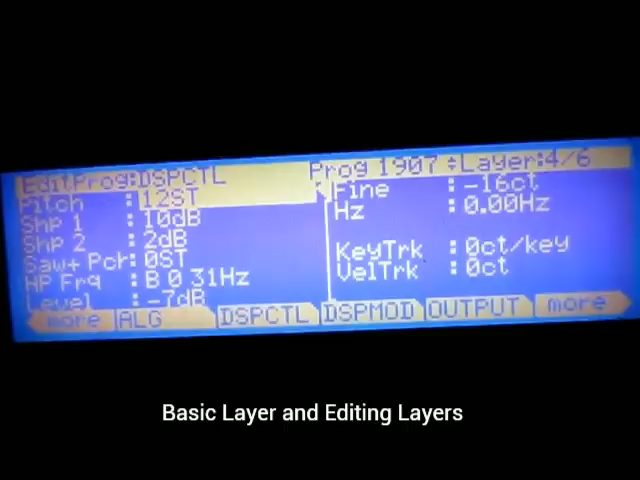 EditProg:DSPCTL Prog 1907 Layer:4/6
Pitch :12ST Fine :-16ct
Shp 1 :10dB Hz :0.00Hz
Shp 2 :2dB
Saw+ Pch:0ST KeyTrk :0ct/key
HP Frq :B 0 31Hz VelTrk :0ct
Level :-7dB
more ALG DSPCTL DSPMOD OUTPUT more
Basic Layer and Editing Layers